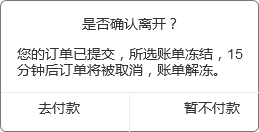 是否确认离开？
您的订单已提交，所选账单冻结，15
分钟后订单将被取消，账单解冻。
去付款
暂不付款